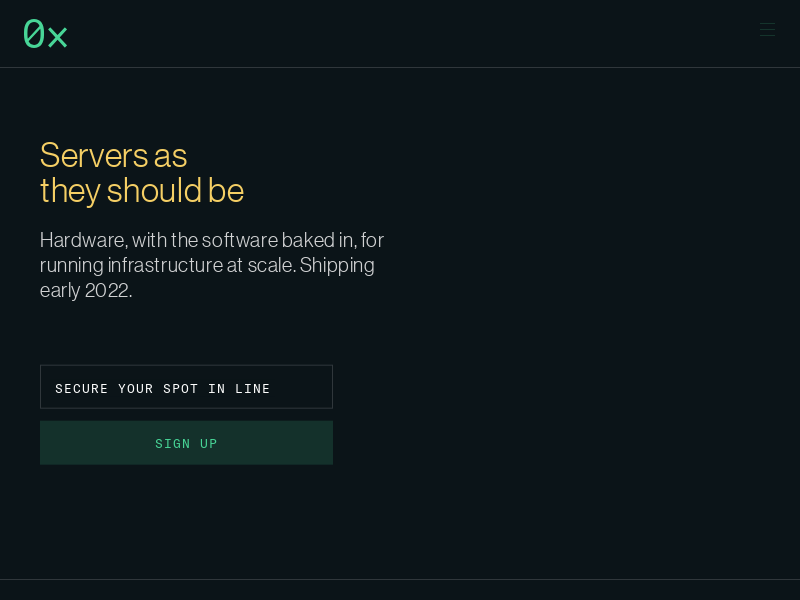 0x
Servers as
they should be
Hardware, with the software baked in, for
running infrastructure at scale. Shipping
early 2022.
SECURE YOUR SPOT IN LINE
SIGN UP